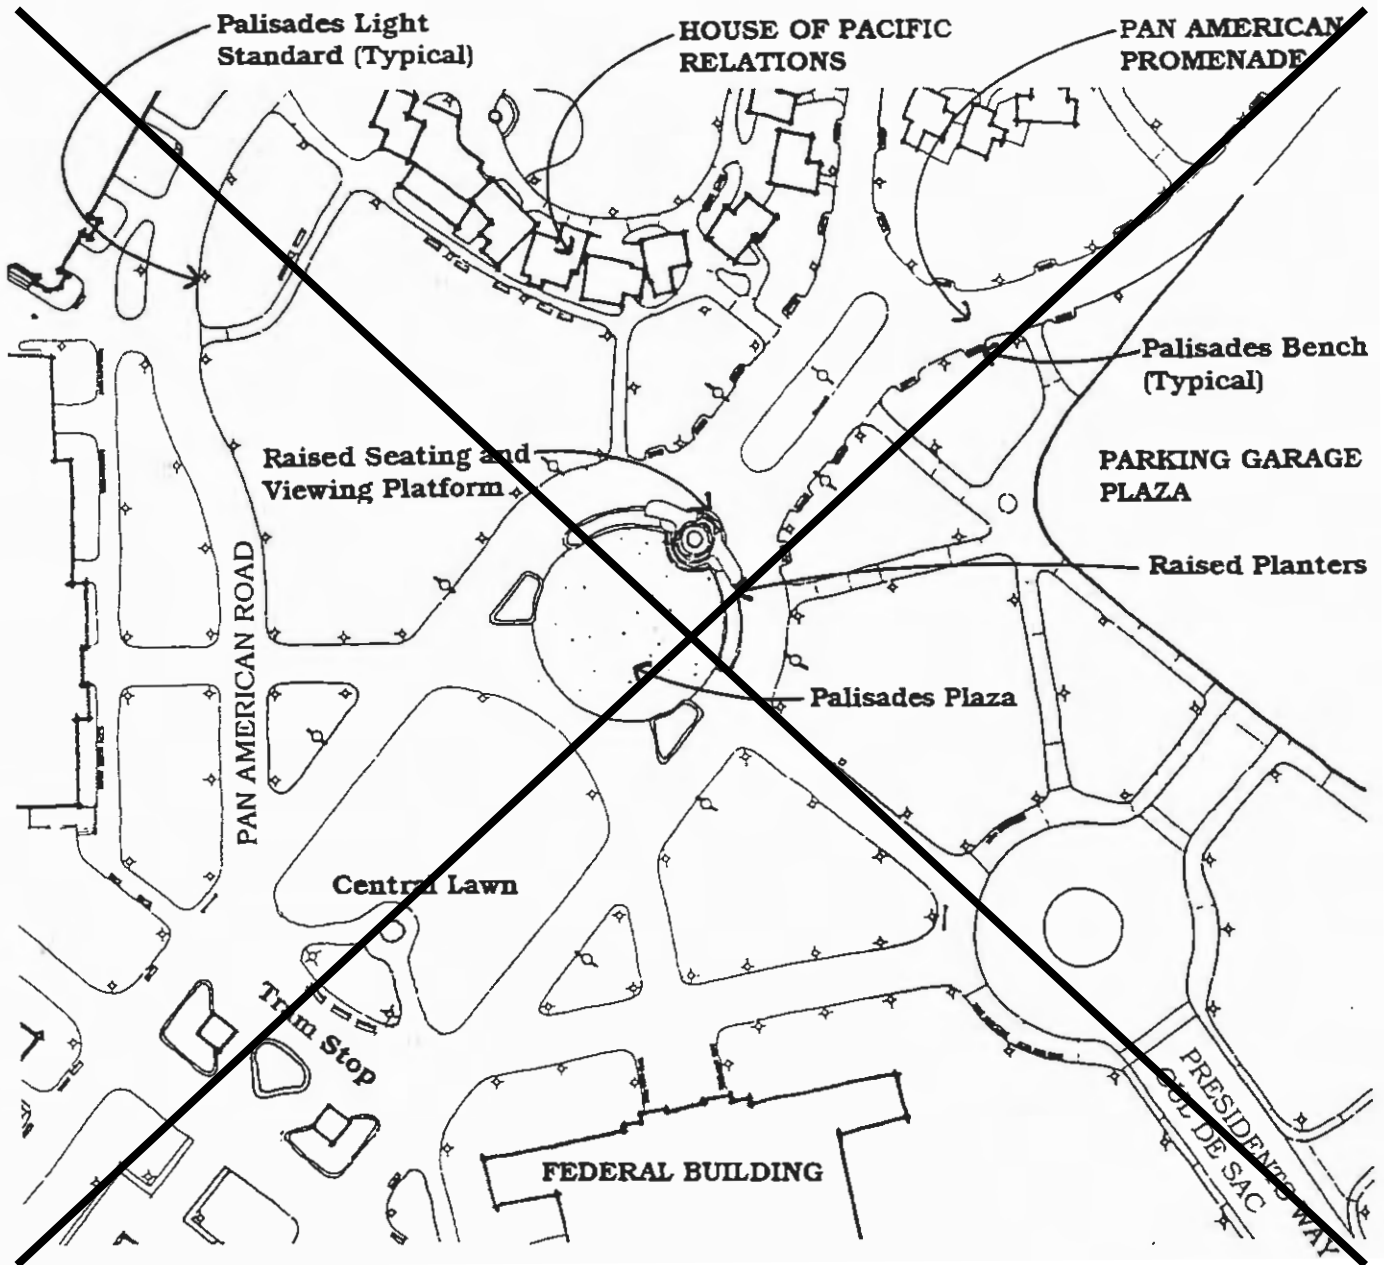 Palisades Light
Standard (Typical)
HOUSE OF PACIFIC
RELATIONS
PAN AMERICAN
PROMENADE
Palisades Bench
(Typical)
Raised Seating and
Viewing Platform
PARKING GARAGE
PLAZA
Raised Planters
PAN AMERICAN ROAD
Palisades Plaza
Central Lawn
Tram Stop
FEDERAL BUILDING
PRESIDENTS WAY
CUL DE SAC